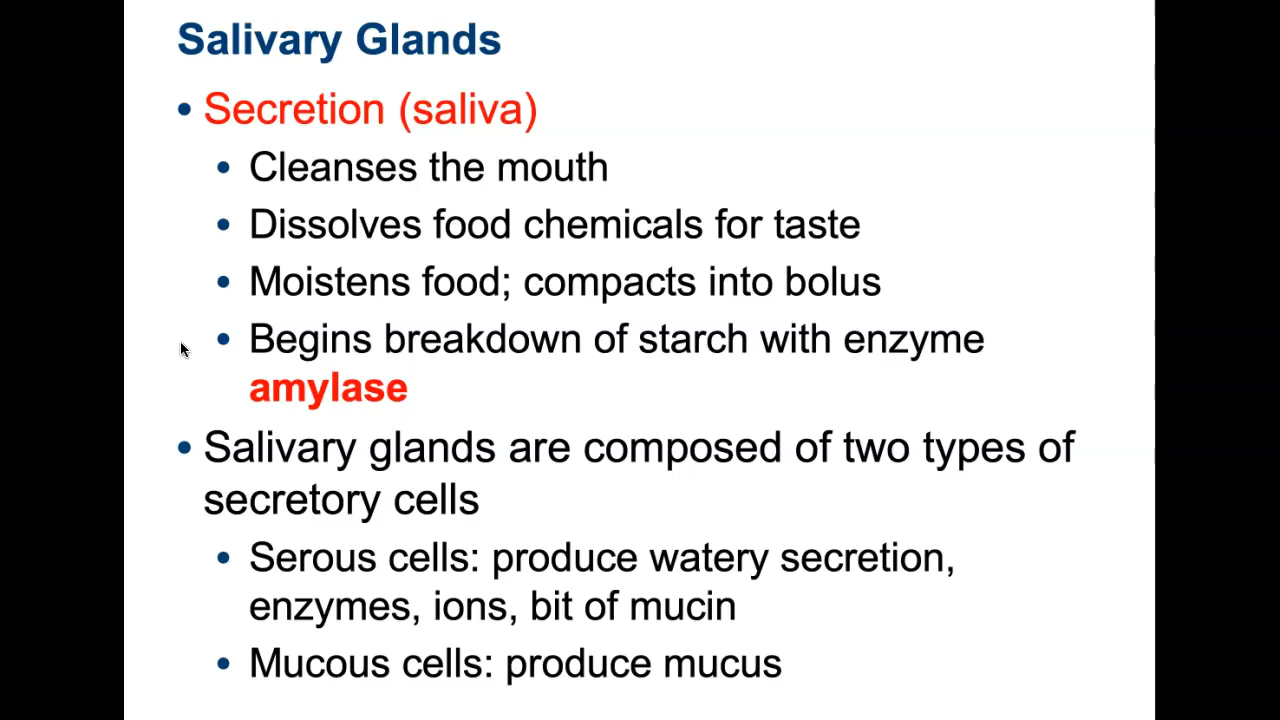 Salivary Glands
• Secretion (saliva)
• Cleanses the mouth
• Dissolves food chemicals for taste
• Moistens food; compacts into bolus
• Begins breakdown of starch with enzyme
amylase
• Salivary glands are composed of two types of
secretory cells
• Serous cells: produce watery secretion,
enzymes, ions, bit of mucin
• Mucous cells: produce mucus